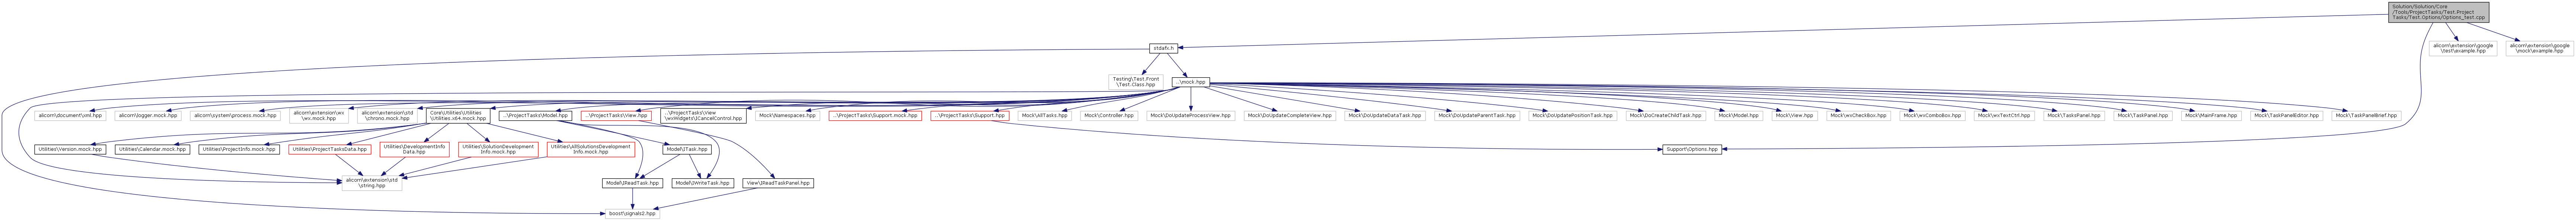 Solution/Solution/Core
/Tools/ProjectTasks/Test.Project
Tasks/Test.Options/Options_test.cpp
stdafx.h
alicorn\extension\google
\test\example.hpp
alicorn\extension\google
\mock\example.hpp
Testing\Test.Front
\Test.Class.hpp
..\mock.hpp
alicorn\document\xml.hpp
alicorn\logger.mock.hpp
alicorn\system\process.mock.hpp
alicorn\extension\wx
\wx.mock.hpp
alicorn\extension\std
\chrono.mock.hpp
Core\Utilities\Utilities
\Utilities.x64.mock.hpp
..\ProjectTasks\Model.hpp
..\ProjectTasks\View.hpp
..\ProjectTasks\View
\wxWidgets\ICancelControl.hpp
Mock\Namespaces.hpp
..\ProjectTasks\Support.mock.hpp
..\ProjectTasks\Support.hpp
Mock\AllTasks.hpp
Mock\Controller.hpp
Mock\DoUpdateProcessView.hpp
Mock\DoUpdateCompleteView.hpp
Mock\DoUpdateDataTask.hpp
Mock\DoUpdateParentTask.hpp
Mock\DoUpdatePositionTask.hpp
Mock\DoCreateChildTask.hpp
Mock\Model.hpp
Mock\View.hpp
Mock\wxCheckBox.hpp
Mock\wxComboBox.hpp
Mock\wxTextCtrl.hpp
Mock\TasksPanel.hpp
Mock\TaskPanel.hpp
Mock\MainFrame.hpp
Mock\TaskPanelEditor.hpp
Mock\TaskPanelBrief.hpp
Utilities\Version.mock.hpp
Utilities\Calendar.mock.hpp
Utilities\ProjectInfo.mock.hpp
Utilities\ProjectTasksData.hpp
Utilities\DevelopmentInfo
Data.hpp
Utilities\SolutionDevelopment
Info.mock.hpp
Utilities\AllSolutionsDevelopment
Info.mock.hpp
Model\ITask.hpp
Support\Options.hpp
alicorn\extension\std
\string.hpp
Model\IReadTask.hpp
Model\IWriteTask.hpp
View\IReadTaskPanel.hpp
boost\signals2.hpp